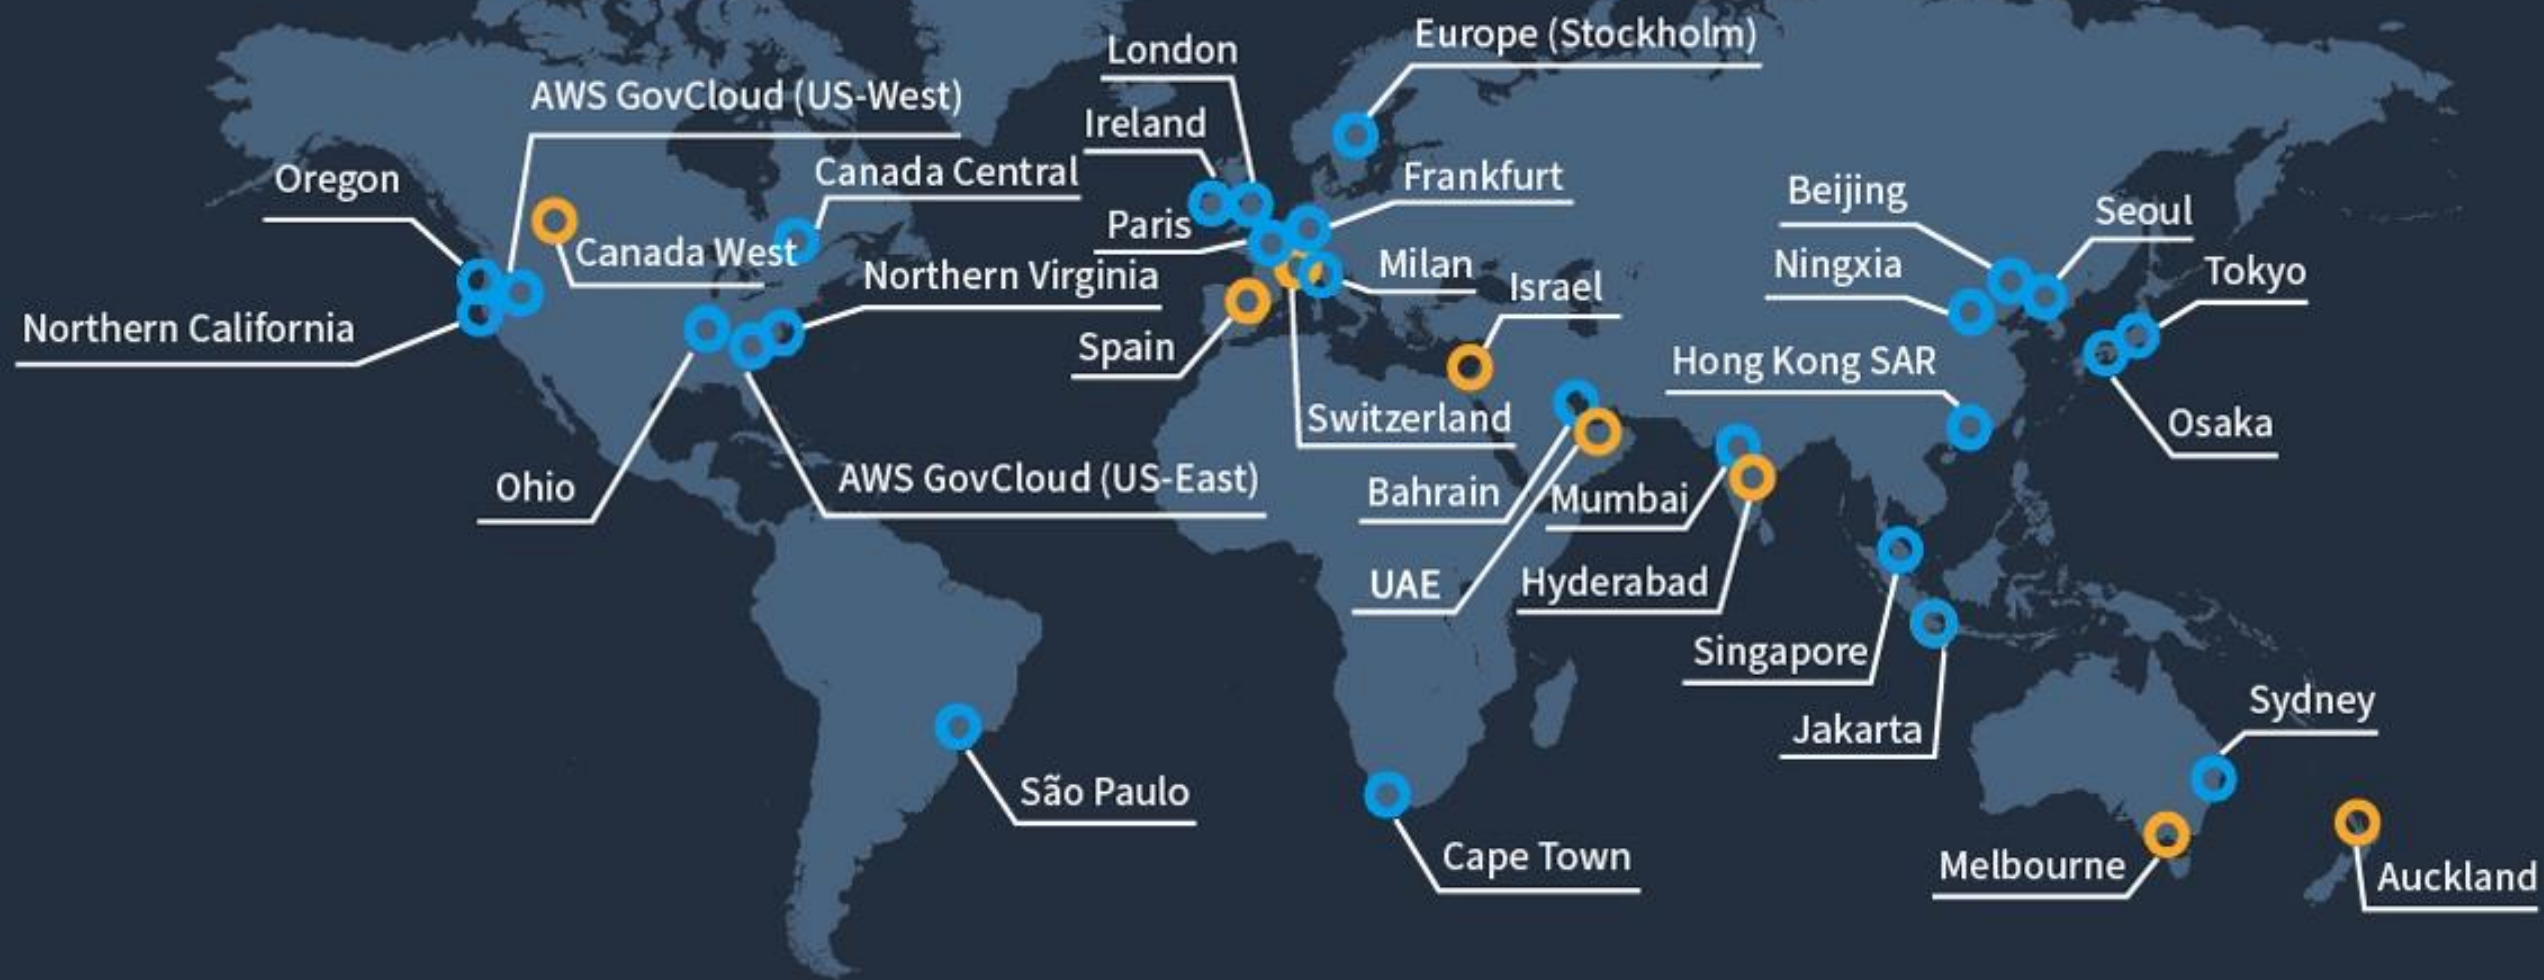 Europe (Stockholm)
London
AWS GovCloud (US-West)
Ireland
Oregon
Canada Central
Frankfurt
Beijing
Seoul
Paris
Canada West
Northern Virginia
Milan
Israel
Ningxia
Tokyo
Northern California
Spain
Hong Kong SAR
Switzerland
Osaka
Ohio
AWS GovCloud (US-East)
Bahrain
Mumbai
UAE
Hyderabad
Singapore
Sydney
Jakarta
São Paulo
Cape Town
Melbourne
Auckland